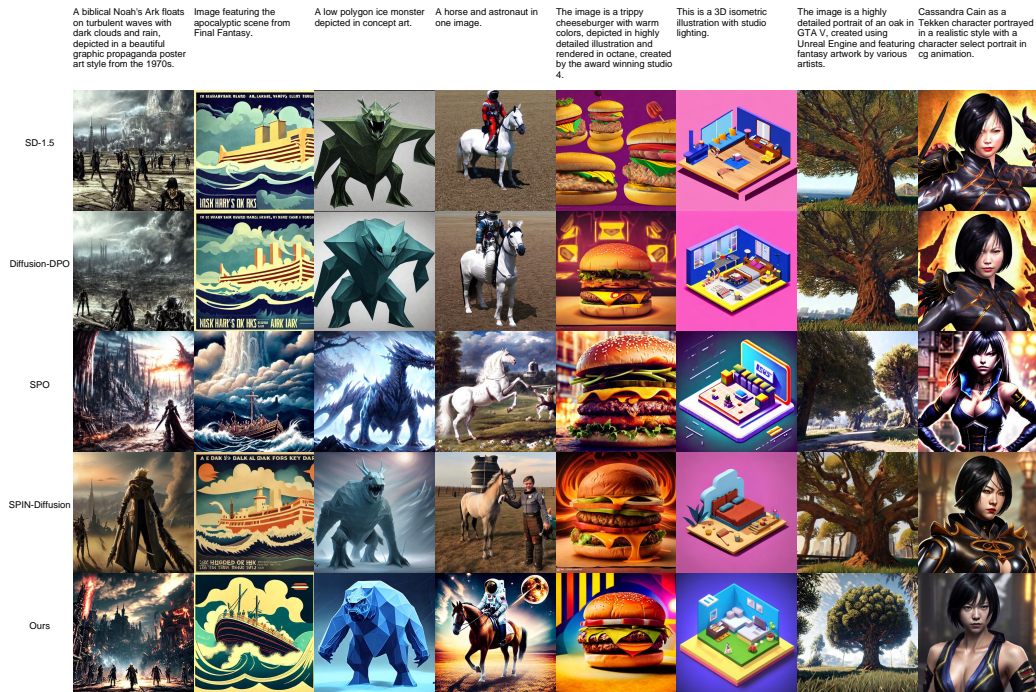 A biblical Noah's Ark floats
on turbulent waves with
dark clouds and rain,
depicted in a beautiful
graphic propaganda poster
art style from the 1970s.
Image featuring the
apocalyptic scene from
Final Fantasy.
A low polygon ice monster
depicted in concept art.
A horse and astronaut in
one image.
The image is a trippy
cheeseburger with warm
colors, depicted in highly
detailed illustration and
rendered in octane, created
by the award winning studio
4.
This is a 3D isometric
illustration with studio
lighting.
The image is a highly
detailed portrait of an oak in
GTA V, created using
Unreal Engine and featuring
fantasy artwork by various
artists.
Cassandra Cain as a
Tekken character portrayed
in a realistic style with a
character select portrait in
cg animation.
SD-1.5
Diffusion-DPO
SPO
SPIN-Diffusion
Ours